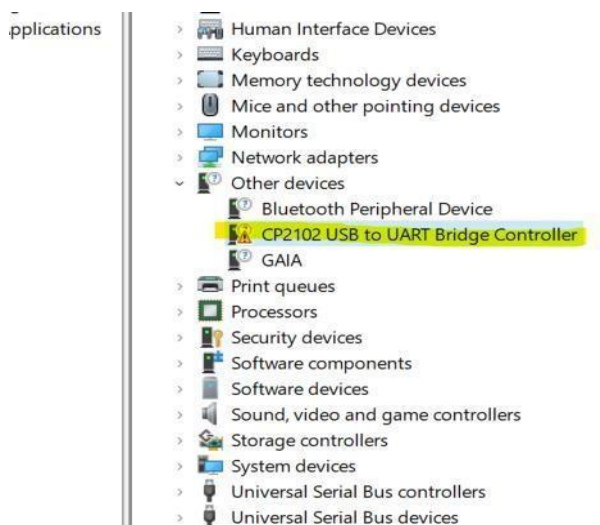 pplications
Human Interface Devices
Keyboards
Memory technology devices
Mice and other pointing devices
Monitors
Network adapters
Other devices
Bluetooth Peripheral Device
CP2102 USB to UART Bridge Controller
GAIA
Print queues
Processors
Security devices
Software components
Software devices
Sound, video and game controllers
Storage controllers
System devices
Universal Serial Bus controllers
Universal Serial Bus devices